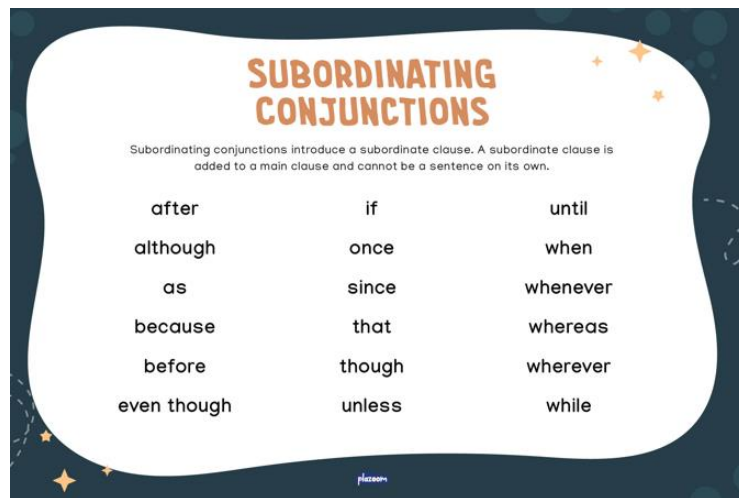 SUBORDINATING
CONJUNCTIONS
Subordinating conjunctions introduce a subordinate clause. A subordinate clause is
added to a main clause and cannot be a sentence on its own.
after if until
although once when
as since whenever
because that whereas
before though wherever
even though unless while
plazoom